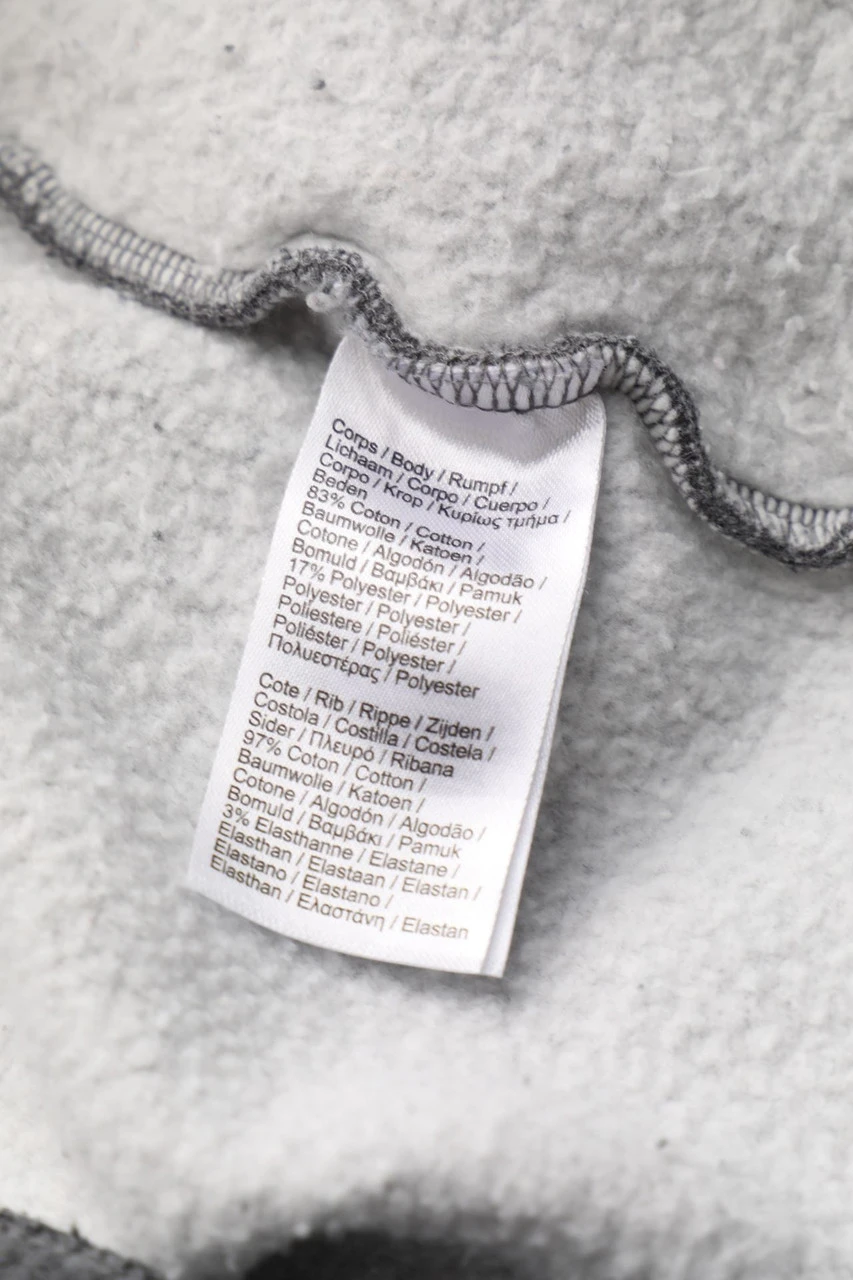 Corps / Body / Rumpf /
Lichaam / Corpo / Cuerpo /
Corpo / Krop / Κυρίως τμήμα /
Beden
83% Coton / Cotton /
Baumwolle / Katoen /
Cotone / Algodón / Algodão /
Bomuld / Βαμβάκι / Pamuk
17% Polyester / Polyester /
Polyester / Polyester /
Poliestere / Poliéster /
Poliéster / Polyester /
Πολυεστέρας / Polyester
Cote / Rib / Rippe / Zijden /
Costola / Costilla / Costela /
Sider / Πλευρό / Ribana
97% Coton / Cotton /
Baumwolle / Katoen /
Cotone / Algodón / Algodão /
Bomuld / Βαμβάκι / Pamuk
3% Elasthanne / Elastane /
Elasthan / Elastaan / Elastan /
Elastano / Elastano /
Elasthan / Ελαστάνη / Elastan